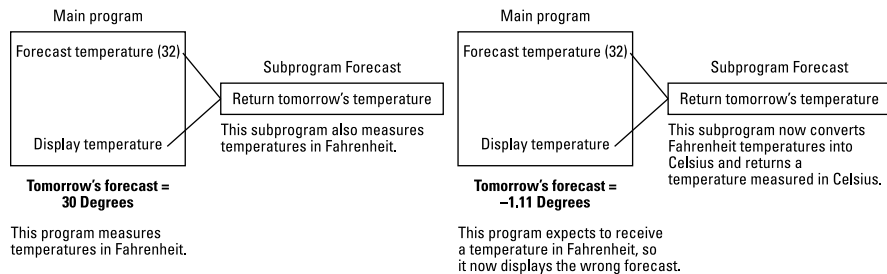 Main program
Forecast temperature (32)
Subprogram Forecast
Return tomorrow's temperature
Display temperature
This subprogram also measures
temperatures in Fahrenheit.
Tomorrow's forecast =
30 Degrees
This program measures
temperatures in Fahrenheit.
Main program
Forecast temperature (32)
Subprogram Forecast
Return tomorrow's temperature
Display temperature
This subprogram now converts
Fahrenheit temperatures into
Celsius and returns a
temperature measured in Celsius.
Tomorrow's forecast =
–1.11 Degrees
This program expects to receive
a temperature in Fahrenheit, so
it now displays the wrong forecast.